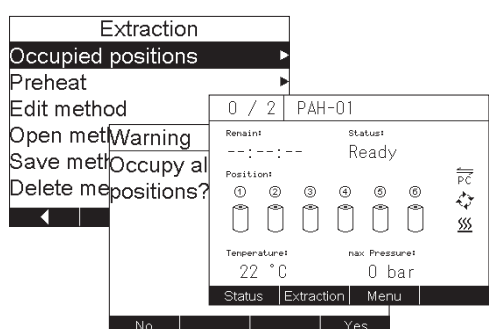 Extraction
Occupied positions
Preheat
Edit method
Open meth
Save meth
Delete me
Warning
Occupy al
positions?
No
Yes
0 / 2 PAH-01
Remain: Status:
--:--:-- Ready
Position:
1 2 3 4 5 6
PC
Temperature: max Pressure:
22 °C 0 bar
Status Extraction Menu